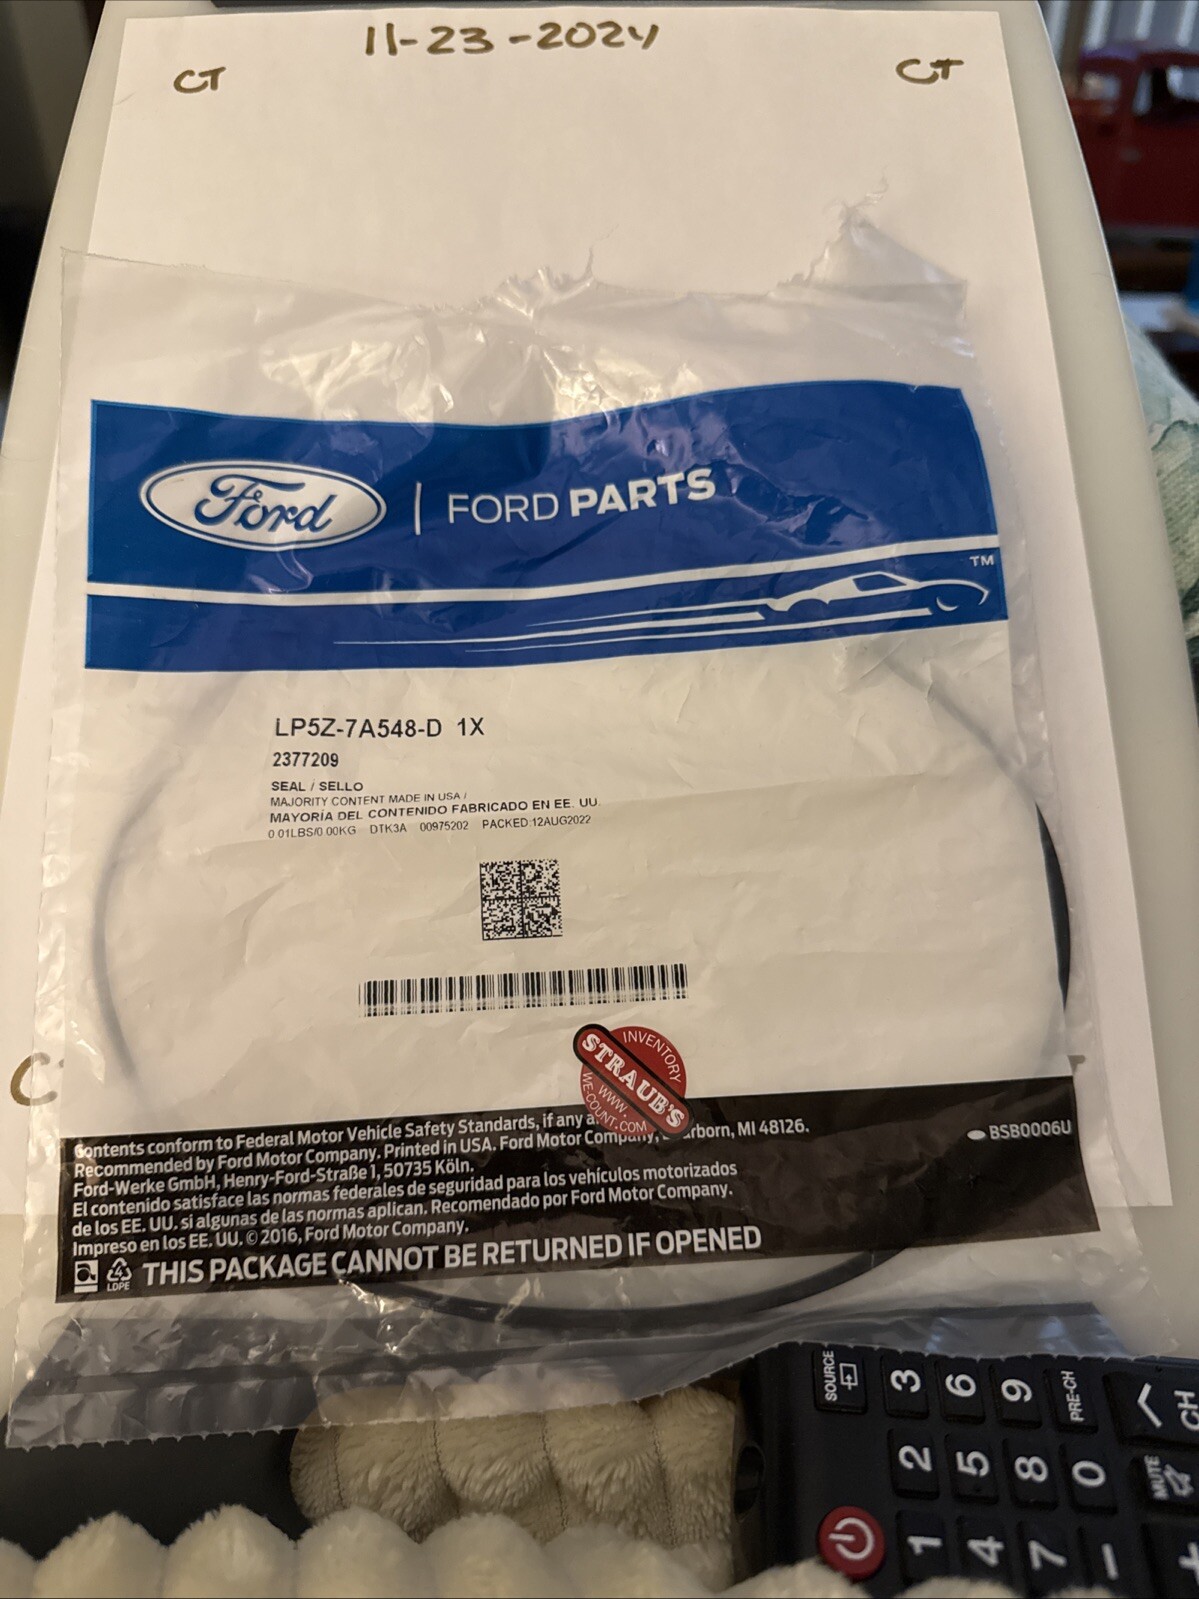 11-23-2024
CT
CT
Ford | FORD PARTS
TM
LP5Z-7A548-D 1X
2377209
SEAL / SELLO
MAJORITY CONTENT MADE IN USA /
MAYORÍA DEL CONTENIDO FABRICADO EN EE. UU.
0.01LBS/0.00KG DTK3A 00975202 PACKED:12AUG2022
INVENTORY
STRAUB'S
WWW.
WE-COUNT.COM
C
Contents conform to Federal Motor Vehicle Safety Standards, if any a
Recommended by Ford Motor Company. Printed in USA. Ford Motor Company, rborn, MI 48126.
Ford-Werke GmbH, Henry-Ford-Straße 1, 50735 Köln.
El contenido satisface las normas federales de seguridad para los vehículos motorizados
de los EE. UU. si algunas de las normas aplican. Recomendado por Ford Motor Company.
Impreso en los EE. UU. © 2016, Ford Motor Company.
BSB0006U
4
LDPE
THIS PACKAGE CANNOT BE RETURNED IF OPENED
SOURCE
3 6 9 PRE-CH
CH
2 5 8 0 MUTE
1 4 7 − +